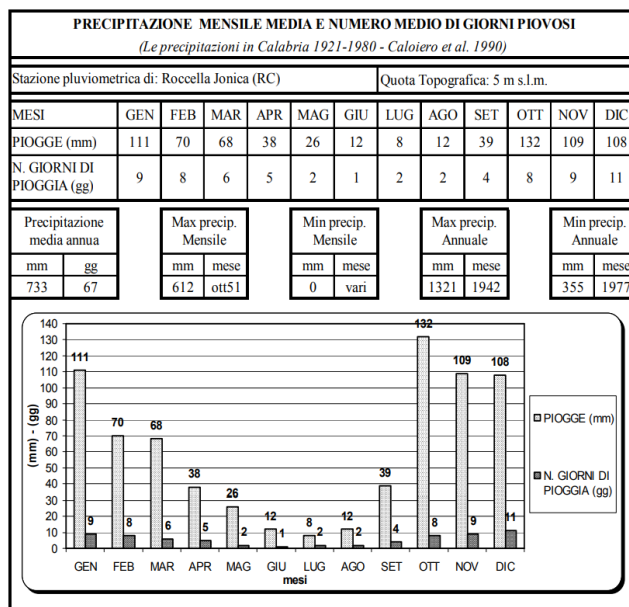 PRECIPITAZIONE MENSILE MEDIA E NUMERO MEDIO DI GIORNI PIOVOSI
(Le precipitazioni in Calabria 1921-1980 - Caloiero et al. 1990)
Stazione pluviometrica di: Roccella Jonica (RC) Quota Topografica: 5 m s.l.m.
MESI GEN FEB MAR APR MAG GIU LUG AGO SET OTT NOV DIC
PIOGGE (mm) 111 70 68 38 26 12 8 12 39 132 109 108
N. GIORNI DI PIOGGIA (gg) 9 8 6 5 2 1 2 2 4 8 9 11
Precipitazione media annua
mm gg
733 67
Max precip. Mensile
mm mese
612 ott51
Min precip. Mensile
mm mese
0 vari
Max precip. Annuale
mm mese
1321 1942
Min precip. Annuale
mm mese
355 1977
(mm) - (gg)
140
130
120
110
100
90
80
70
60
50
40
30
20
10
0
111 70 68 38 26 12 8 12 39 132 109 108
9 8 6 5 2 1 2 2 4 8 9 11
GEN FEB MAR APR MAG GIU LUG AGO SET OTT NOV DIC
mesi
PIOGGE (mm)
N. GIORNI DI
PIOGGIA (gg)